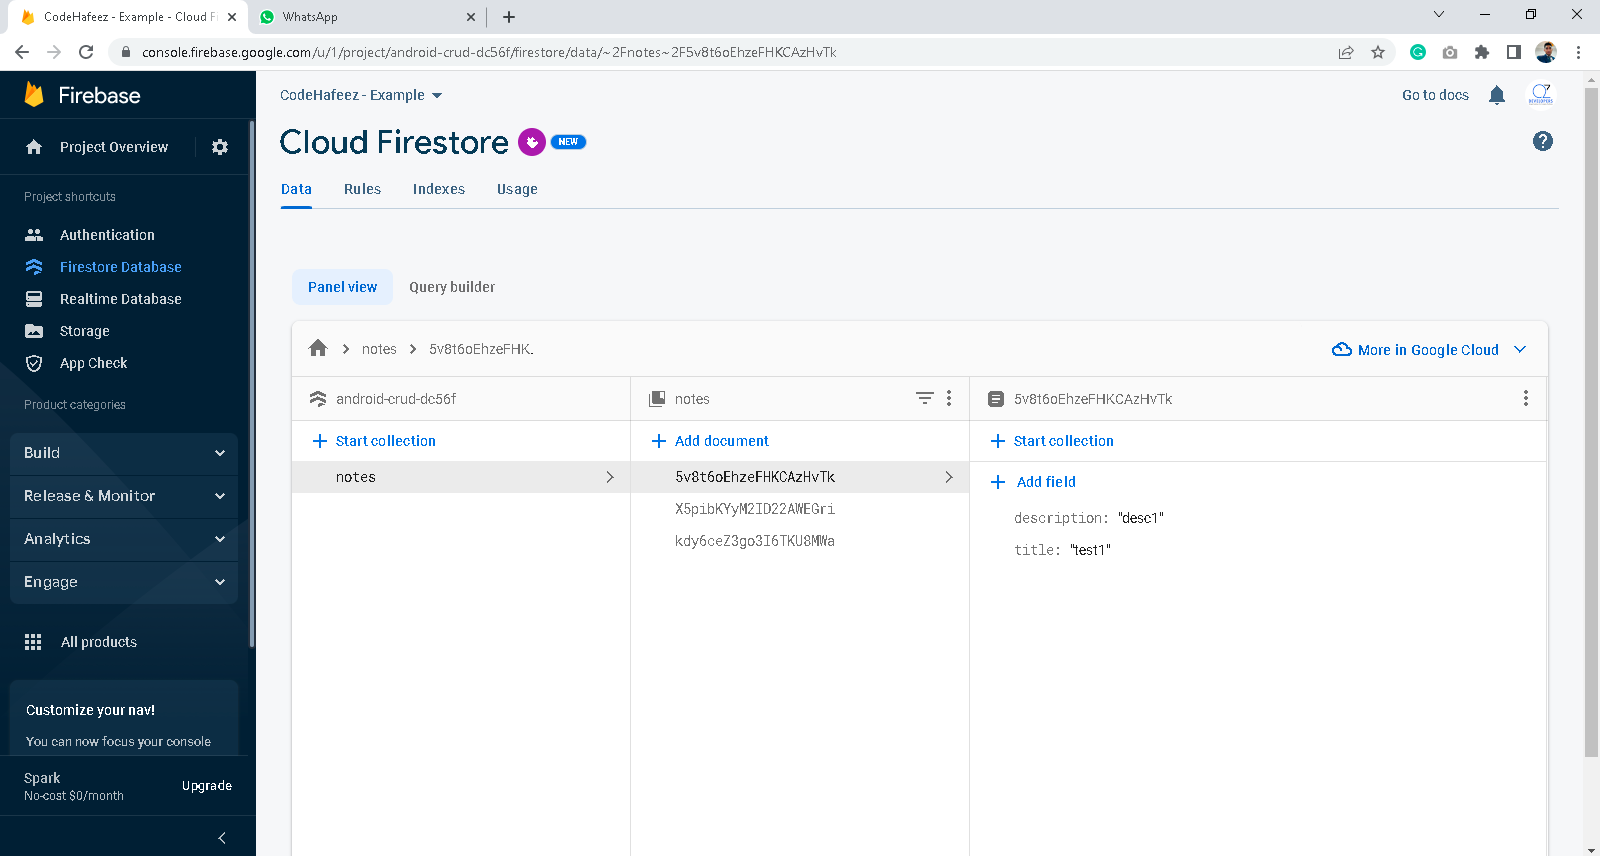 CodeHafeez - Example - Cloud Fi
WhatsApp
console.firebase.google.com/u/1/project/android-crud-dc56f/firestore/data/~2Fnotes~2F5v8t6oEhzeFHKCAzHvTk
Firebase
Project Overview
Project shortcuts
Authentication
Firestore Database
Realtime Database
Storage
App Check
Product categories
Build
Release & Monitor
Analytics
Engage
All products
Customize your nav!
You can now focus your console
Spark
No-cost $0/month
Upgrade
CodeHafeez - Example
Go to docs
Cloud Firestore
NEW
Data Rules Indexes Usage
Panel view
Query builder
notes
5v8t6oEhzeFHK.
More in Google Cloud
android-crud-dc56f
Start collection
notes
notes
Add document
5v8t6oEhzeFHKCAzHvTk
X5pibKYyM2ID22AWEGri
kdy6ceZ3go3I6TKU8MWa
5v8t6oEhzeFHKCAzHvTk
Start collection
Add field
description: "desc1"
title: "test1"